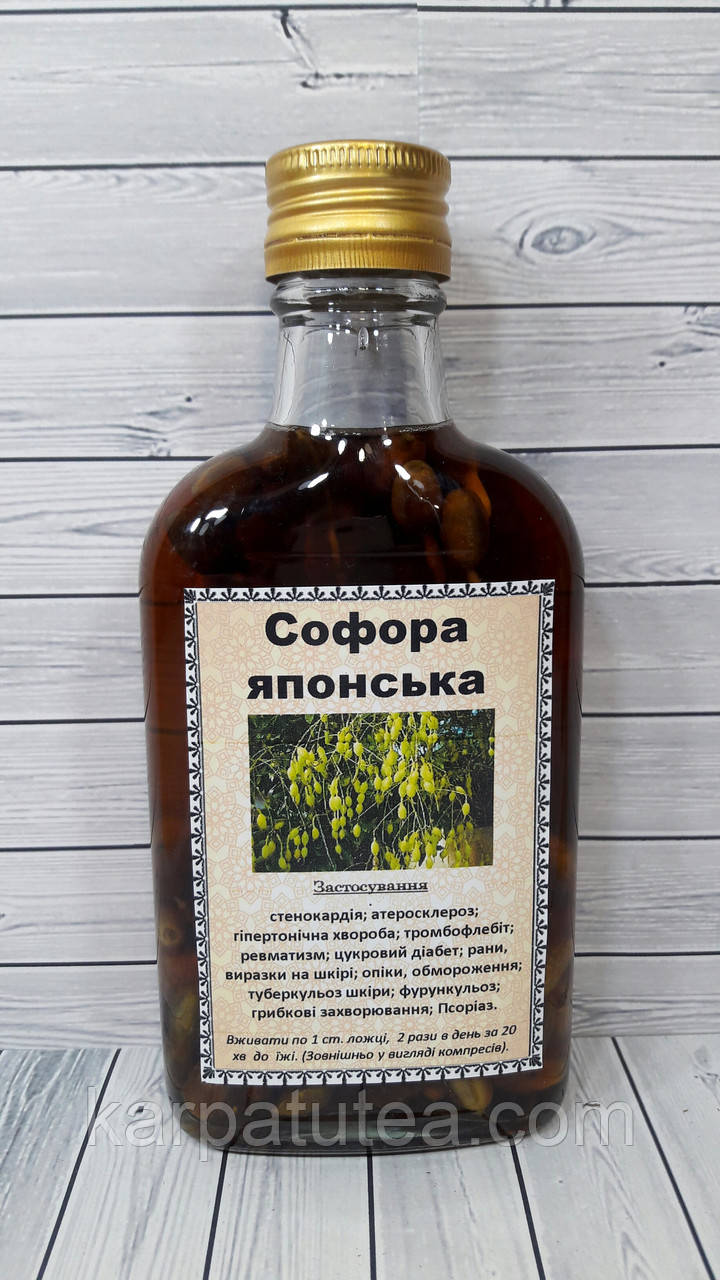 Софора
японська
Застосування
стенокардія; атеросклероз;
гіпертонічна хвороба; тромбофлебіт;
ревматизм; цукровий діабет; рани,
виразки на шкірі; опіки, обмороження;
туберкульоз шкіри; фурункульоз;
грибкові захворювання; Псоріаз.
Вживати по 1 ст. ложці, 2 рази в день за 20
хв до їжі. (Зовнішньо у вигляді компресів).
karpatutea.com